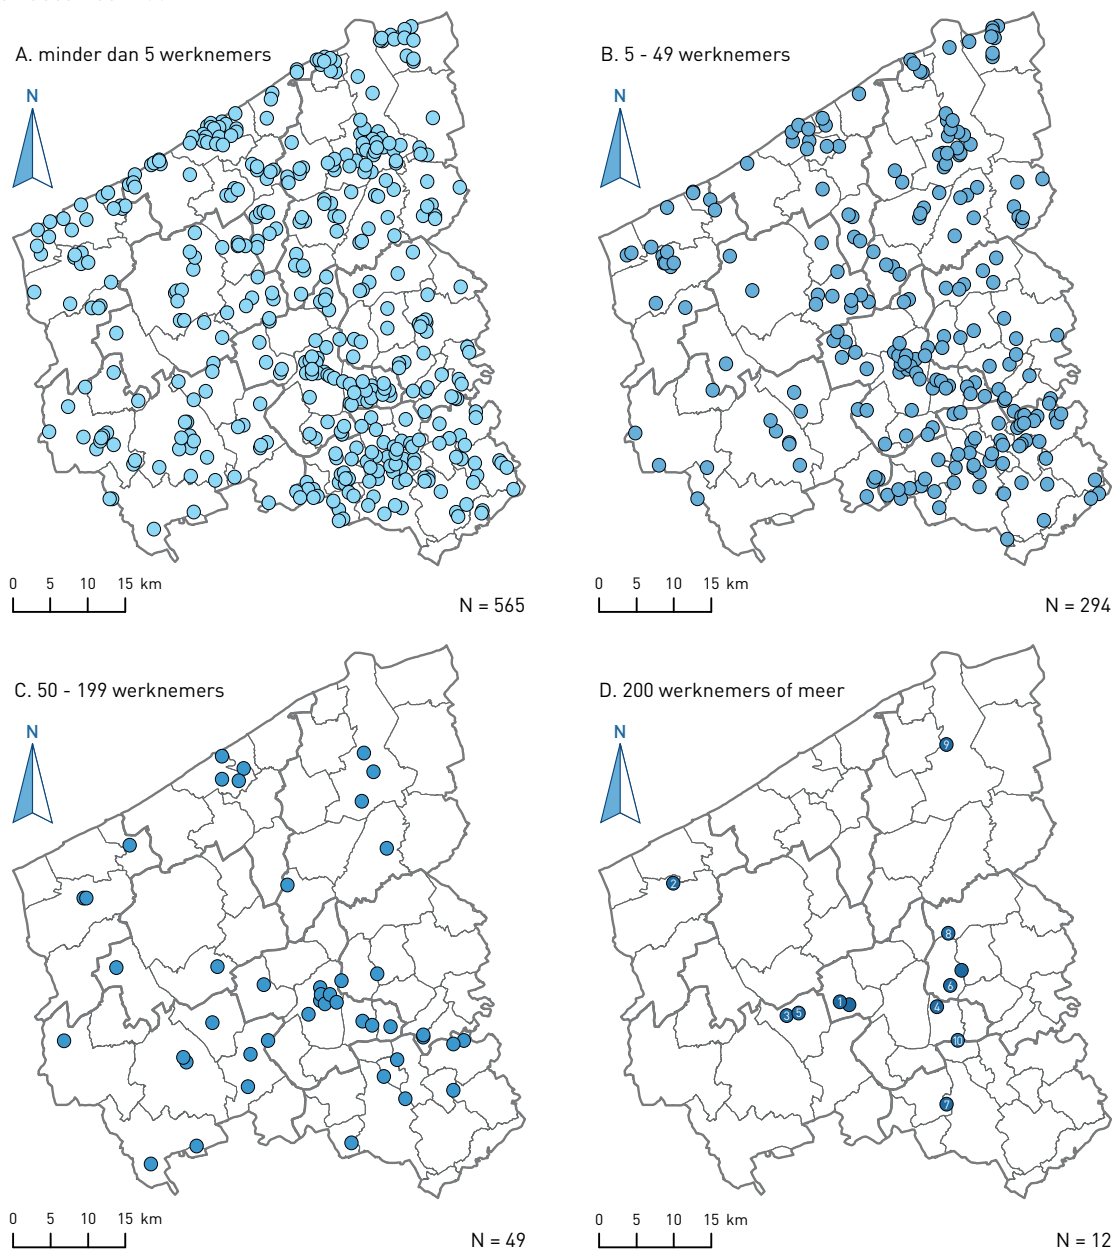 A. minder dan 5 werknemers
N
0 5 10 15 km
N = 565
B. 5 - 49 werknemers
N
0 5 10 15 km
N = 294
C. 50 - 199 werknemers
N
0 5 10 15 km
N = 49
D. 200 werknemers of meer
N
9
2
8
6
1
4
3 5
10
7
0 5 10 15 km
N = 12